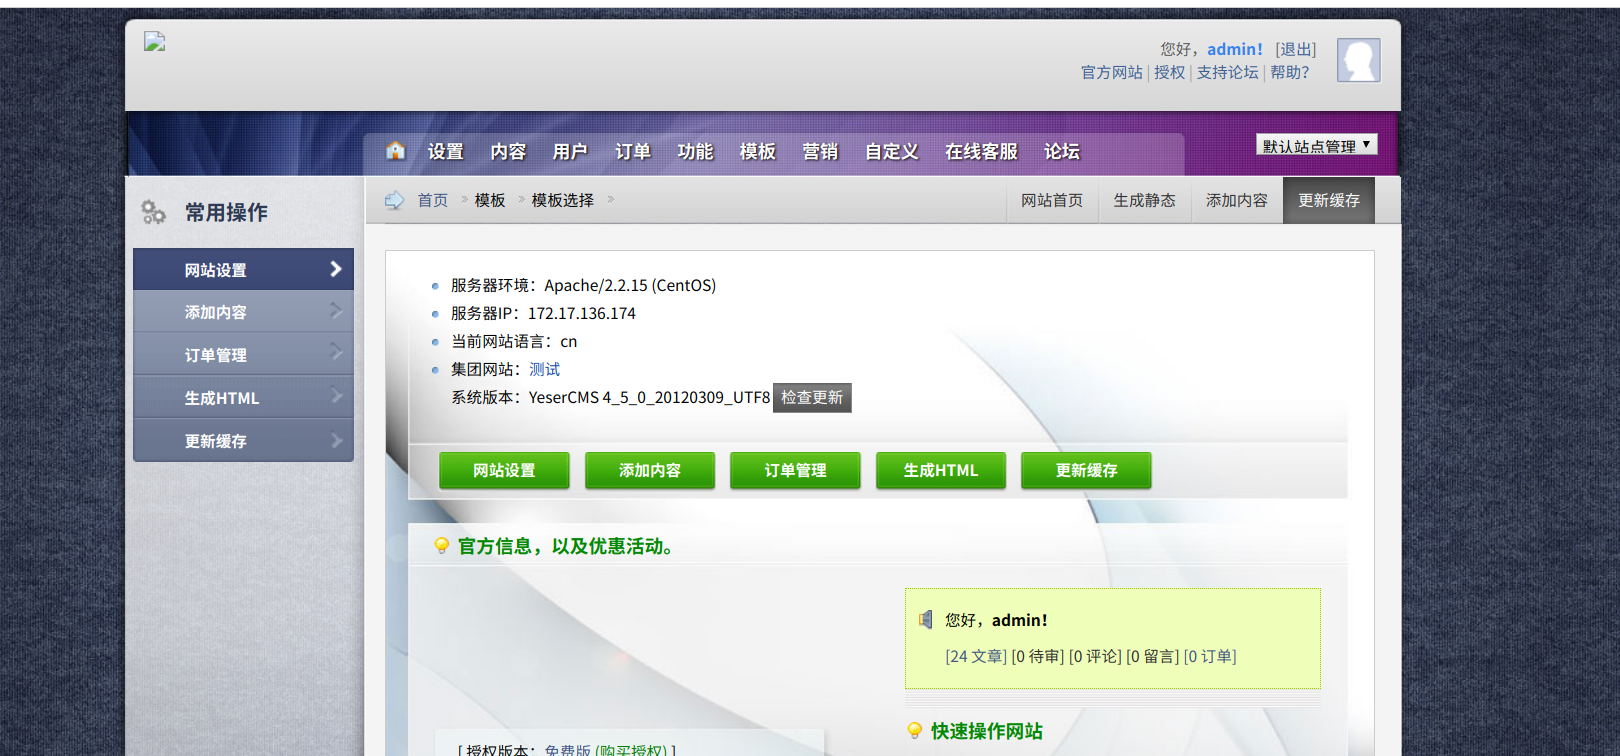 您好，admin！ [退出]
官方网站 | 授权 | 支持论坛 | 帮助？
设置 内容 用户 订单 功能 模板 营销 自定义 在线客服 论坛
默认站点管理
常用操作
首页 模板 模板选择
网站首页 生成静态 添加内容 更新缓存
网站设置
添加内容
订单管理
生成HTML
更新缓存
服务器环境：Apache/2.2.15 (CentOS)
服务器IP：172.17.136.174
当前网站语言：cn
集团网站：测试
系统版本：YeserCMS 4_5_0_20120309_UTF8 检查更新
网站设置 添加内容 订单管理 生成HTML 更新缓存
官方信息，以及优惠活动。
您好，admin！
[24 文章] [0 待审] [0 评论] [0 留言] [0 订单]
快速操作网站
[ 授权版本：免费版 (购买授权) ]